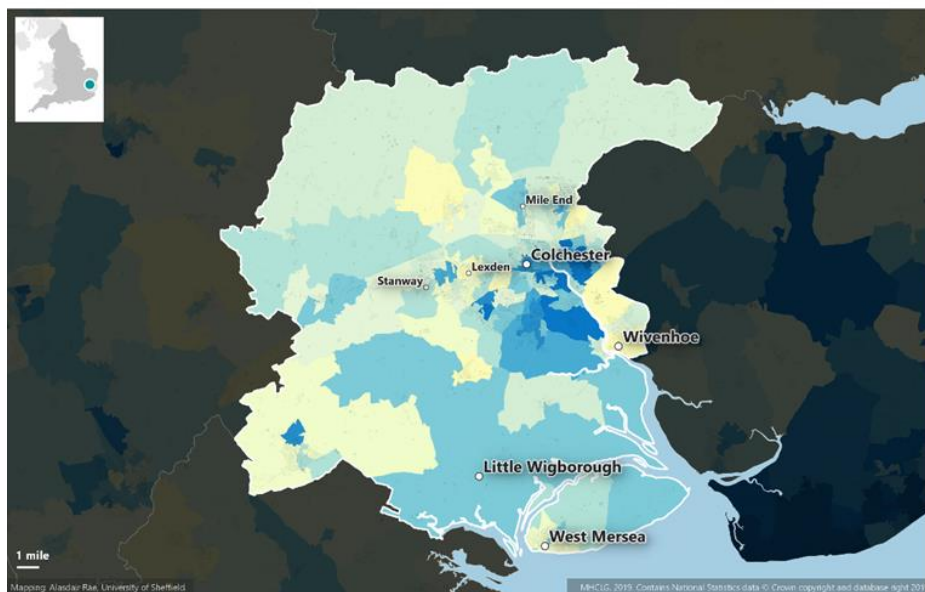 Mile End
Colchester
Lexden
Stanway
Wivenhoe
Little Wigborough
West Mersea
1 mile
Mapping: Alasdair Rae, University of Sheffield.
MHCLG, 2019. Contains National Statistics data © Crown copyright and database right 201